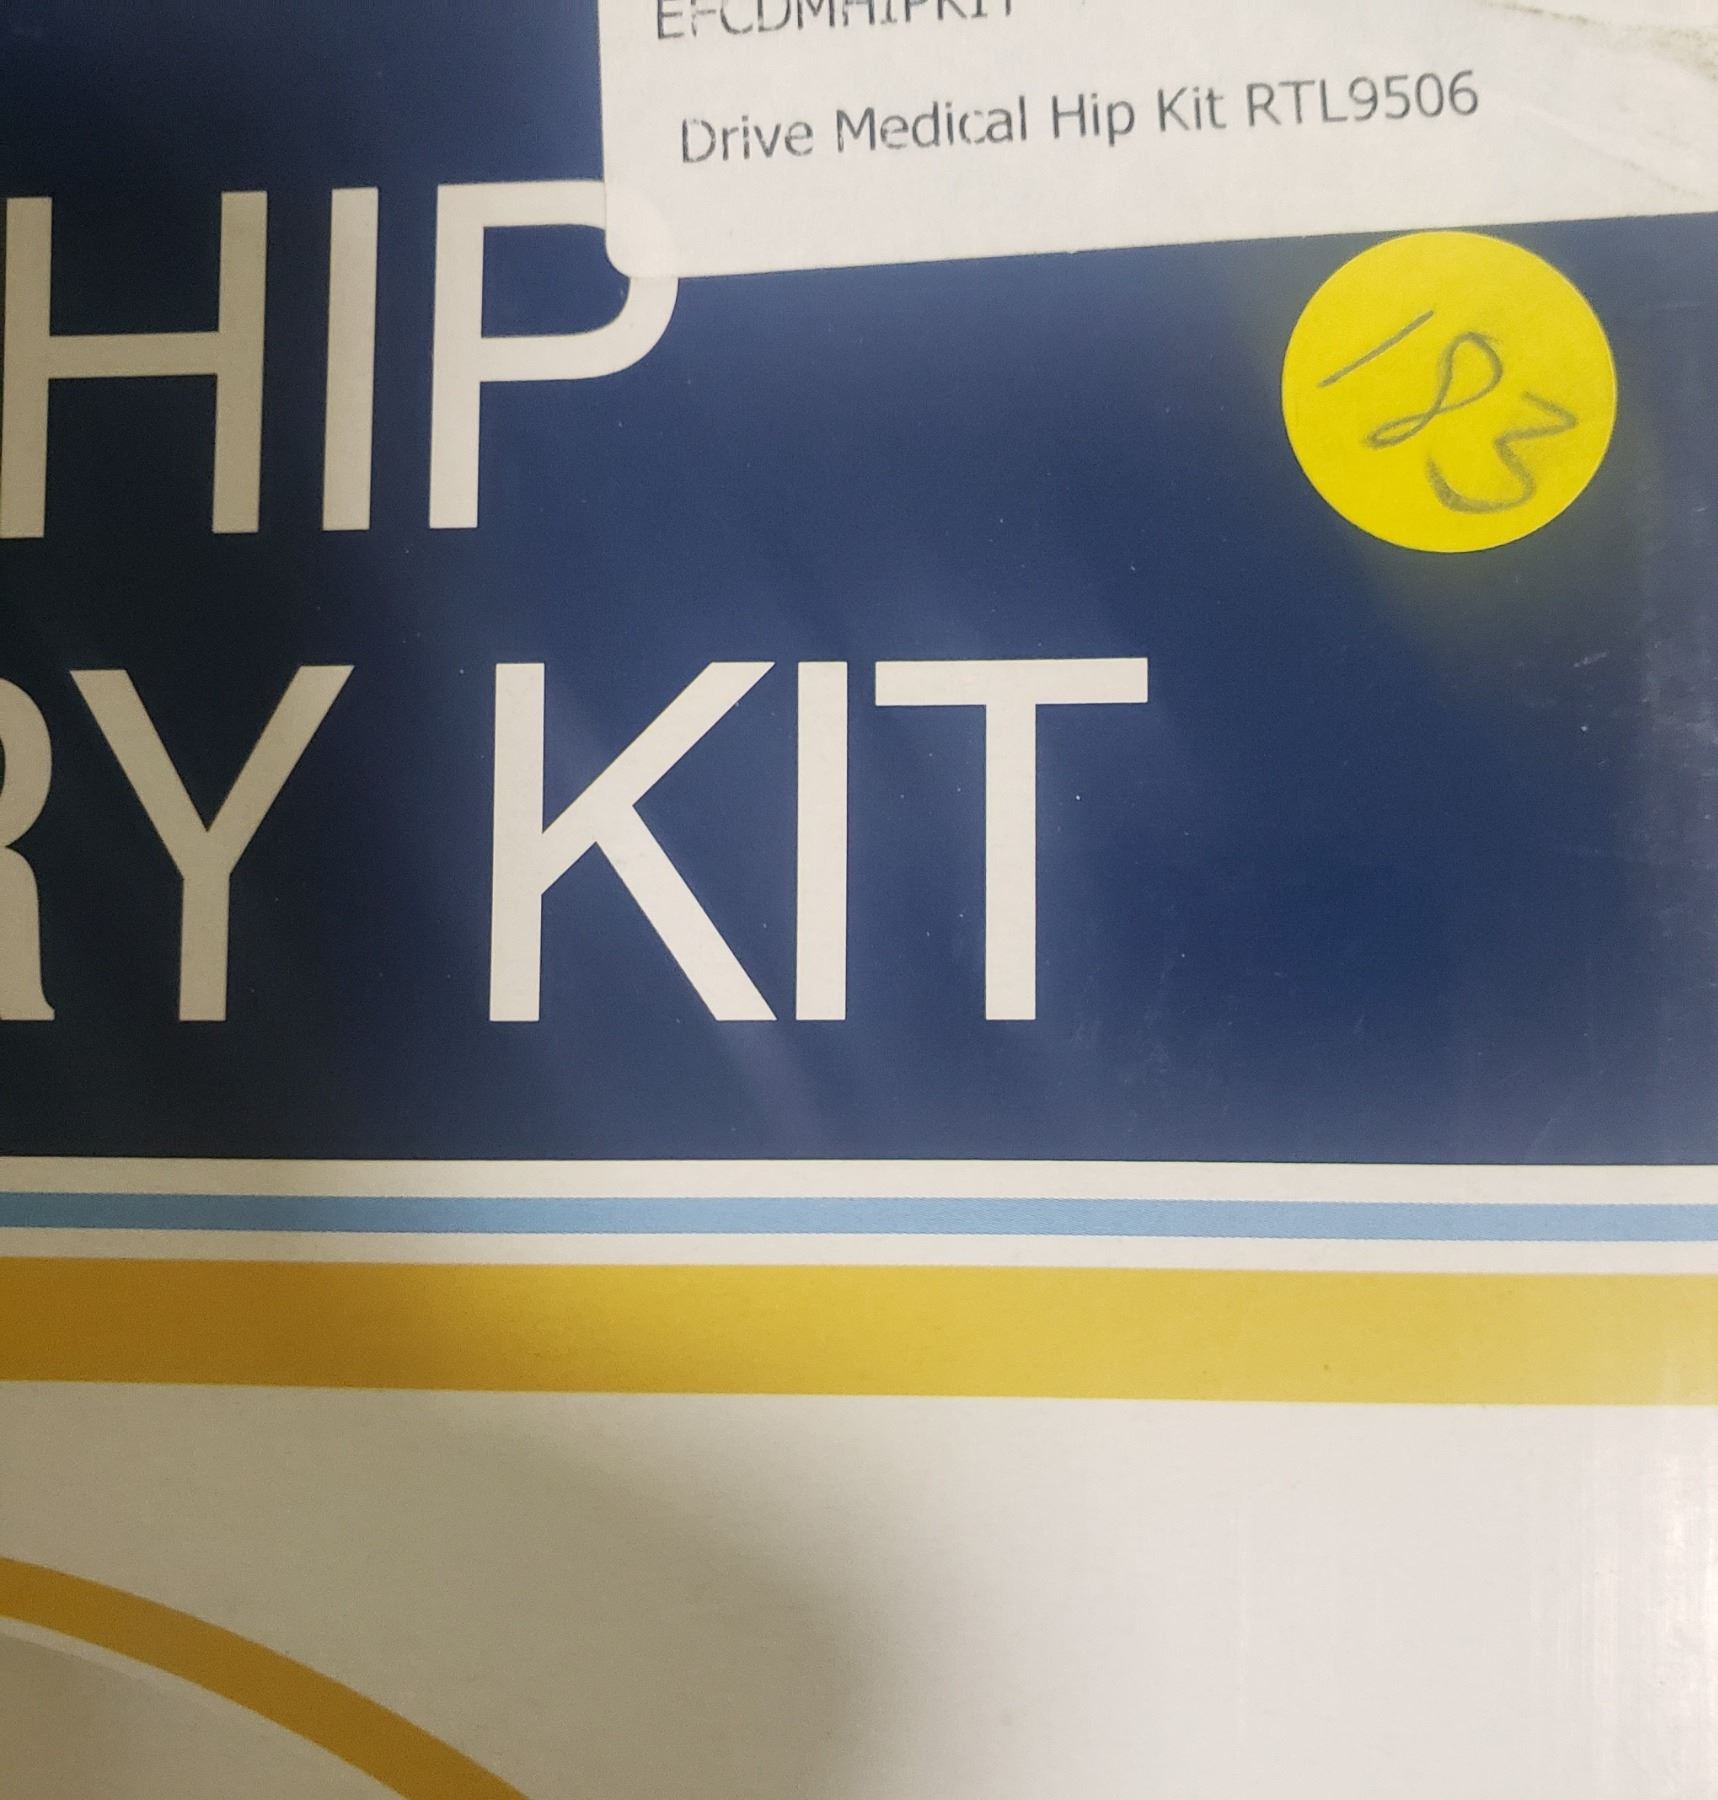 EFCDMHIPKIT
Drive Medical Hip Kit RTL9506
HIP
183
RY KIT